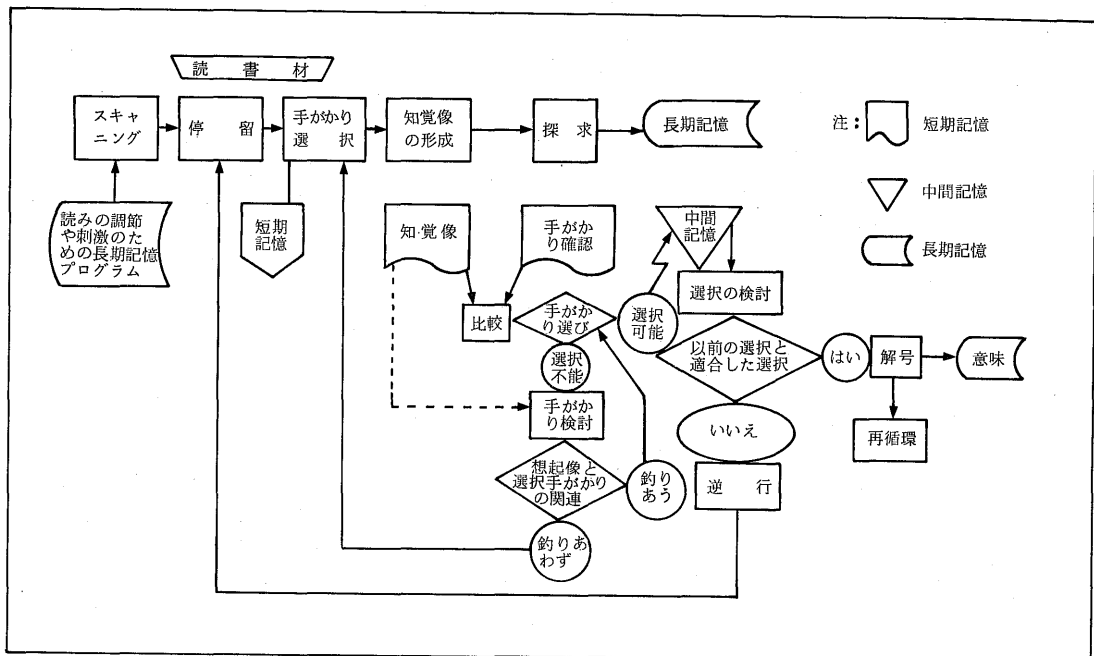 読書材
スキャ
ニング
停留
手がかり
選択
知覚像
の形成
探求
長期記憶
注:
短期記憶
中間記憶
長期記憶
読みの調節
や刺激のた
めの長期記憶
プログラム
短期
記憶
知覚像
手がか
り確認
中間
記憶
選択の検討
比較
手がか
り選び
選択
可能
以前の選択と
適合した選択
はい
解号
意味
選択
不能
手がか
り検討
いいえ
再循環
想起像と
選択手がかり
の関連
釣り
あう
逆行
釣りあ
わず